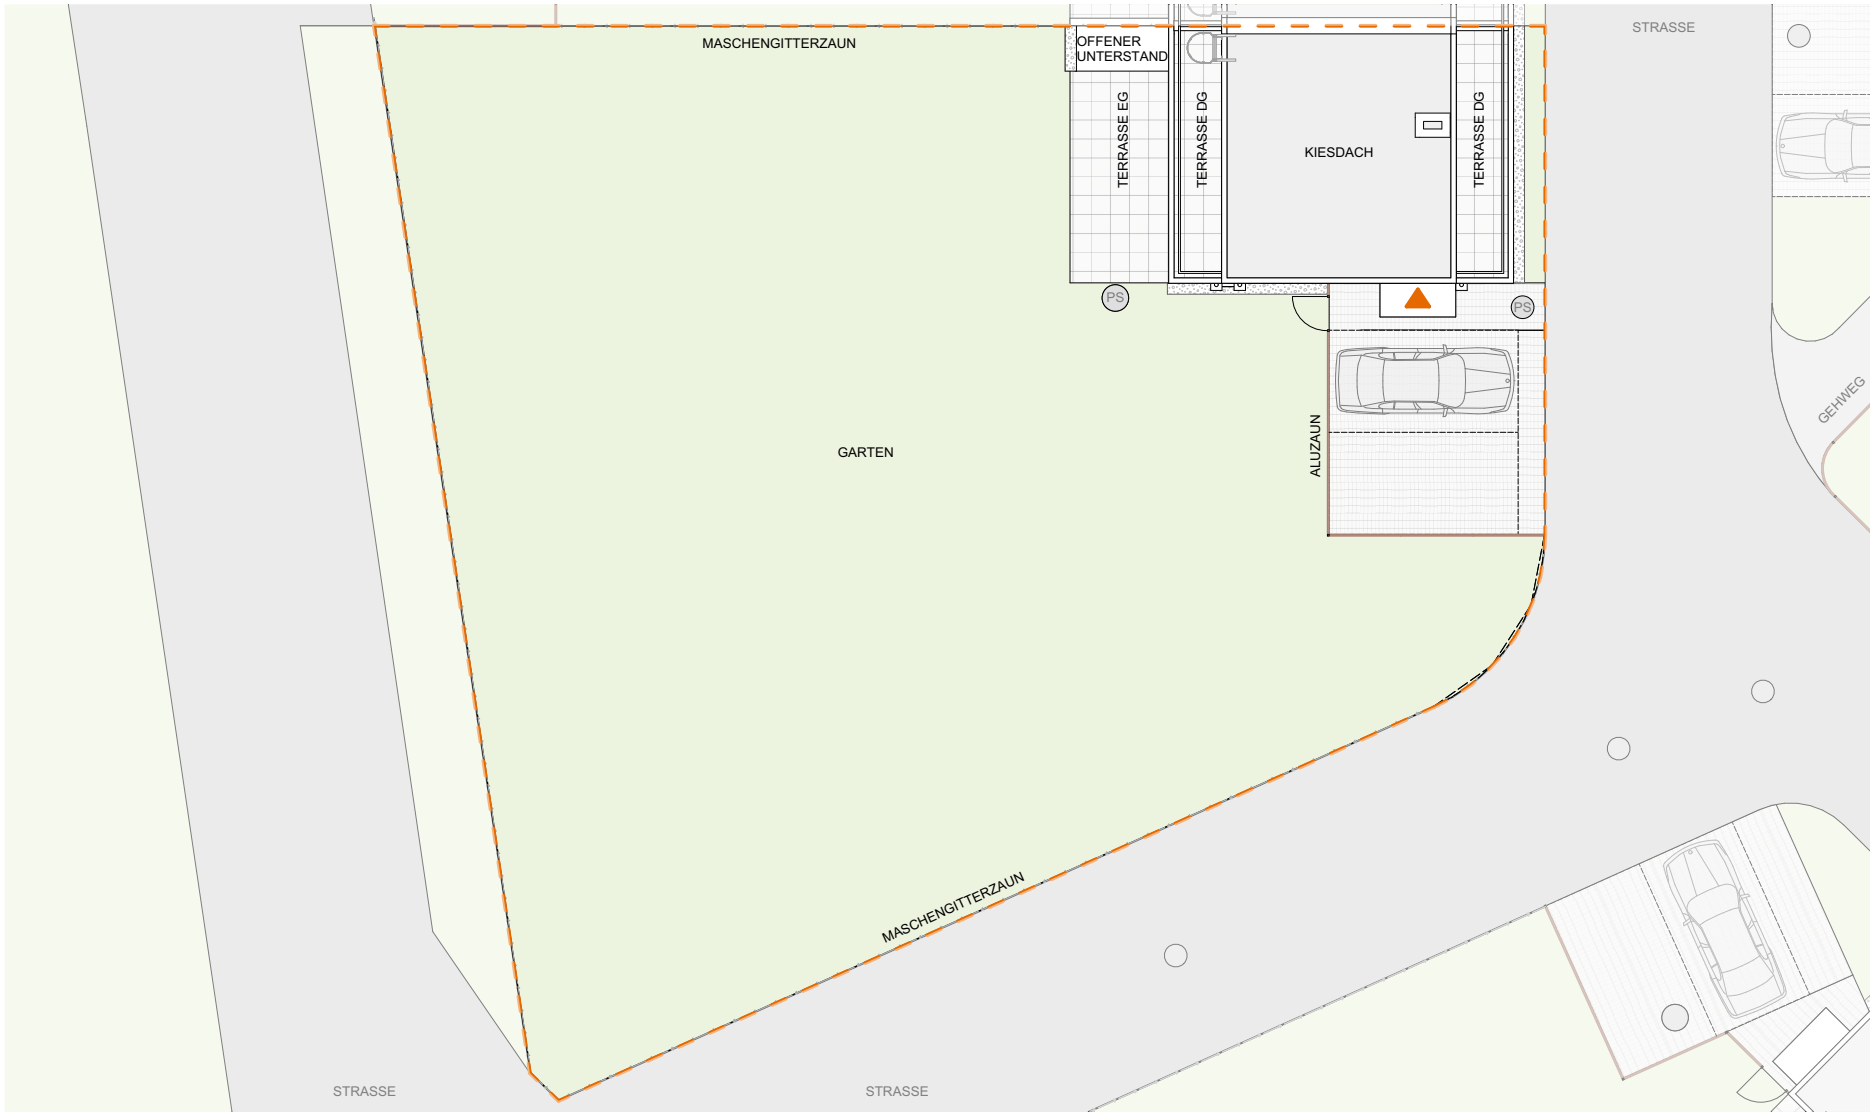 STRASSE
MASCHENGITTERZAUN
OFFENER
UNTERSTAND
TERRASSE EG
TERRASSE DG
KIESDACH
TERRASSE DG
PS
PS
GEHWEG
ALUZAUN
GARTEN
MASCHENGITTERZAUN
STRASSE
STRASSE